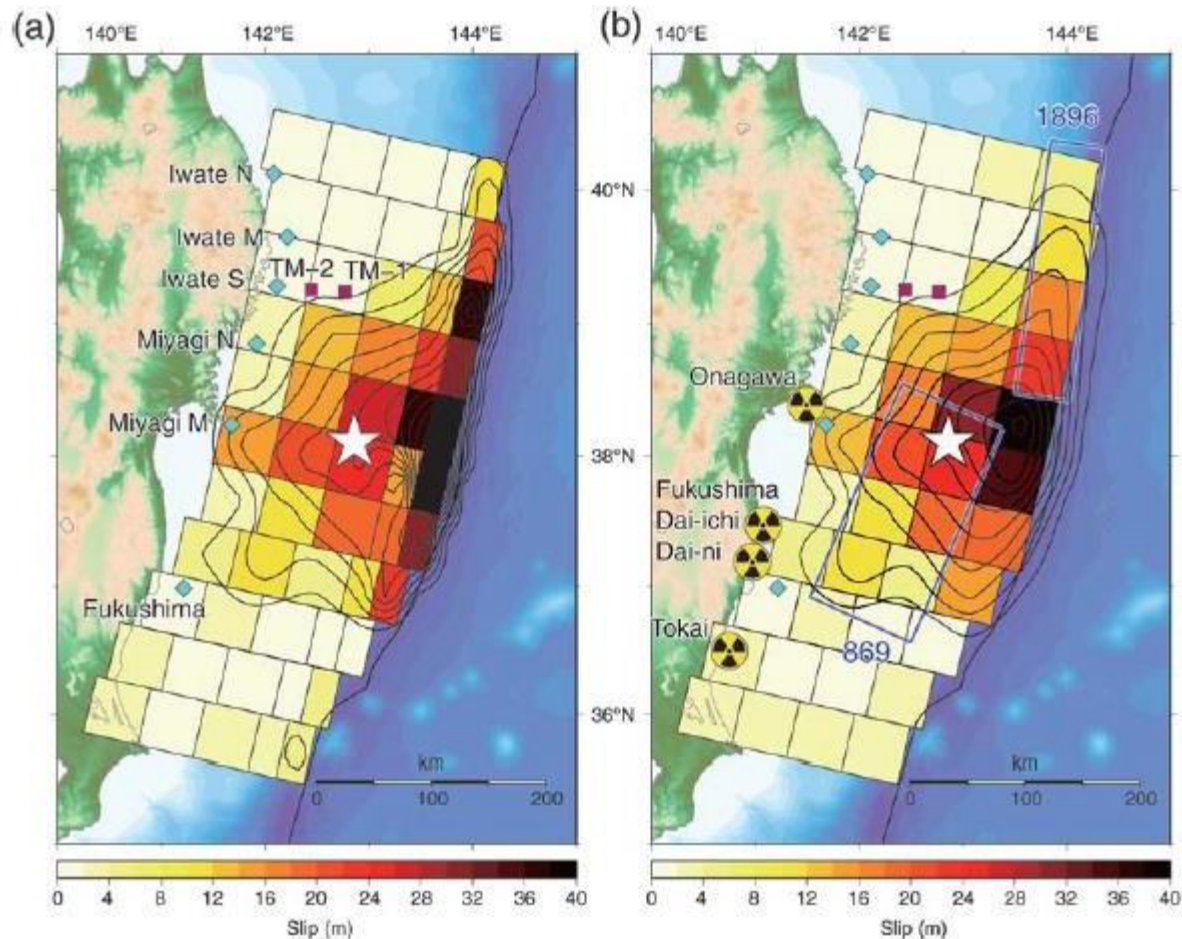 (a)
140°E 142°E 144°E
Iwate N
Iwate M
TM-2 TM-1
Iwate S
Miyagi N
Miyagi M
Fukushima
40°N
38°N
36°N
km
0 100 200
0 4 8 12 16 20 24 28 32 36 40
Slip (m)
(b)
140°E 142°E 144°E
1896
Onagawa
Fukushima
Dai-ichi
Dai-ni
Tokai
869
40°N
38°N
36°N
km
0 100 200
0 4 8 12 16 20 24 28 32 36 40
Slip (m)